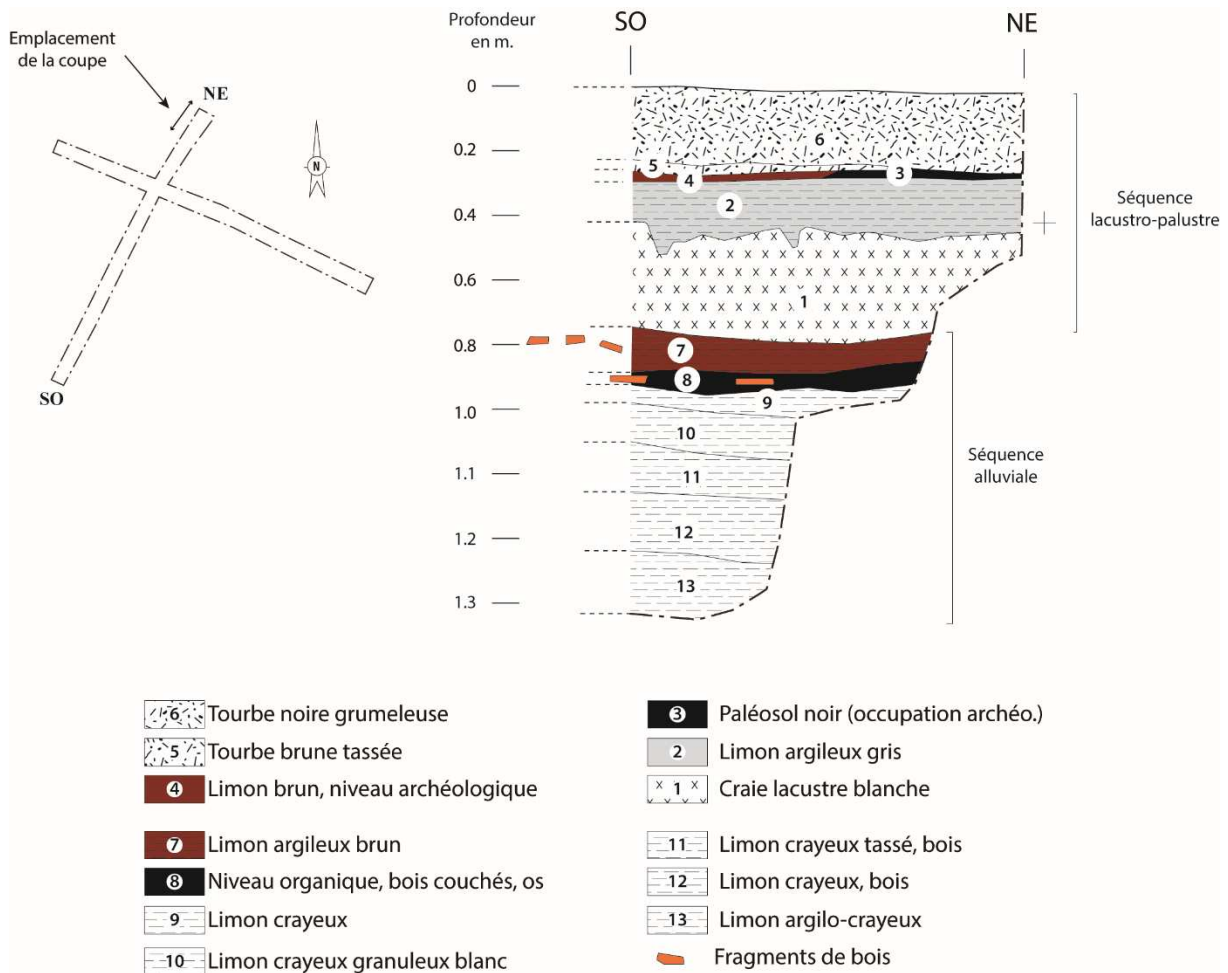 Emplacement
de la coupe
NE
N
SO
Profondeur
en m.
SO
NE
0
0.2
0.4
0.6
0.8
1.0
1.1
1.2
1.3
6
5
4
3
2
1
7
8
9
10
11
12
13
Séquence
lacustro-palustre
Séquence
alluviale
6 Tourbe noire grumeleuse
5 Tourbe brune tassée
4 Limon brun, niveau archéologique
7 Limon argileux brun
8 Niveau organique, bois couchés, os
9 Limon crayeux
10 Limon crayeux granuleux blanc
3 Paléosol noir (occupation archéo.)
2 Limon argileux gris
1 Craie lacustre blanche
11 Limon crayeux tassé, bois
12 Limon crayeux, bois
13 Limon argilo-crayeux
Fragments de bois